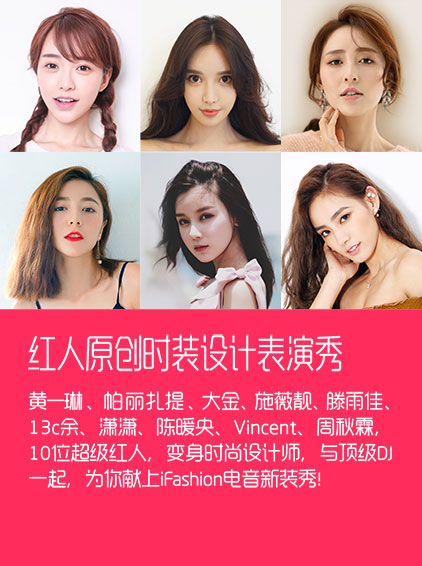 红人原创时装设计表演秀
黄一琳、帕丽扎提、大金、施薇靓、滕雨佳、
13c余、潇潇、陈暖央、Vincent、周秋霖,
10位超级红人, 变身时尚设计师, 与顶级DJ
一起, 为你献上iFashion电音新装秀!